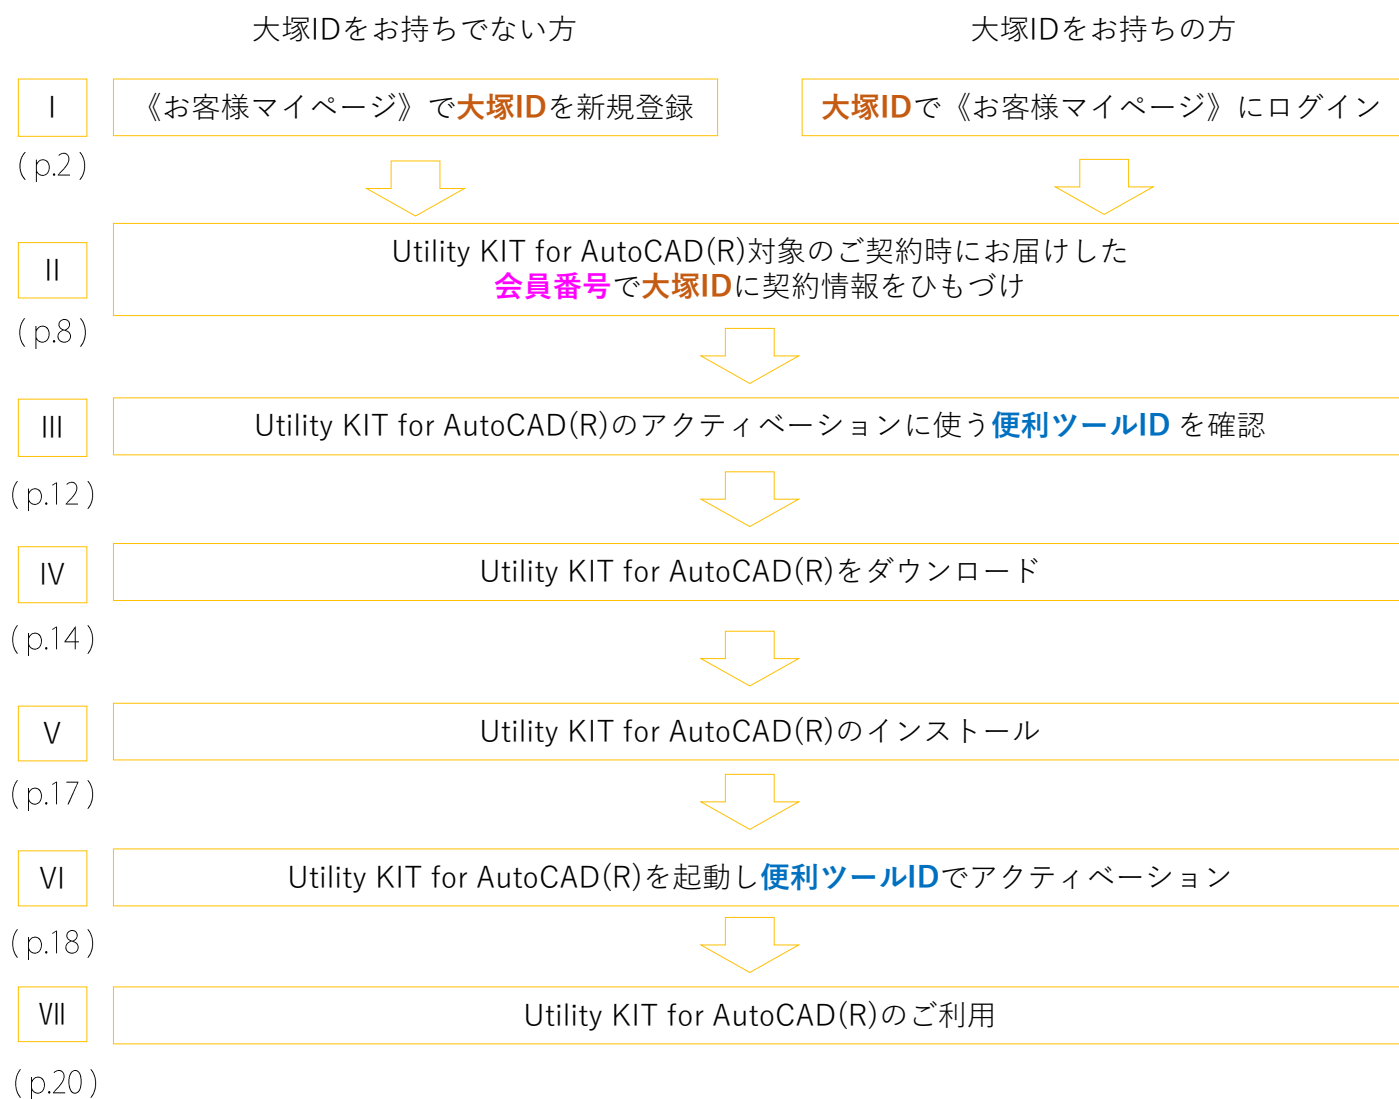 大塚IDをお持ちでない方
大塚IDをお持ちの方
I
《お客様マイページ》で大塚IDを新規登録
大塚IDで《お客様マイページ》にログイン
( p.2 )
II
Utility KIT for AutoCAD(R)対象のご契約時にお届けした
会員番号で大塚IDに契約情報をひもづけ
( p.8 )
III
Utility KIT for AutoCAD(R)のアクティベーションに使う便利ツールID を確認
( p.12 )
IV
Utility KIT for AutoCAD(R)をダウンロード
( p.14 )
V
Utility KIT for AutoCAD(R)のインストール
( p.17 )
VI
Utility KIT for AutoCAD(R)を起動し便利ツールIDでアクティベーション
( p.18 )
VII
Utility KIT for AutoCAD(R)のご利用
( p.20 )